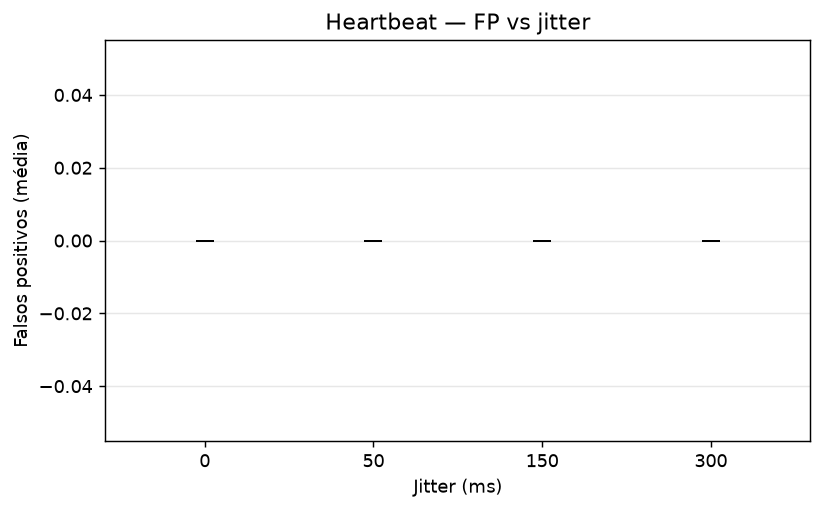 Heartbeat — FP vs jitter
Falsos positivos (média)
0.04
0.02
0.00
−0.02
−0.04
0 50 150 300
Jitter (ms)